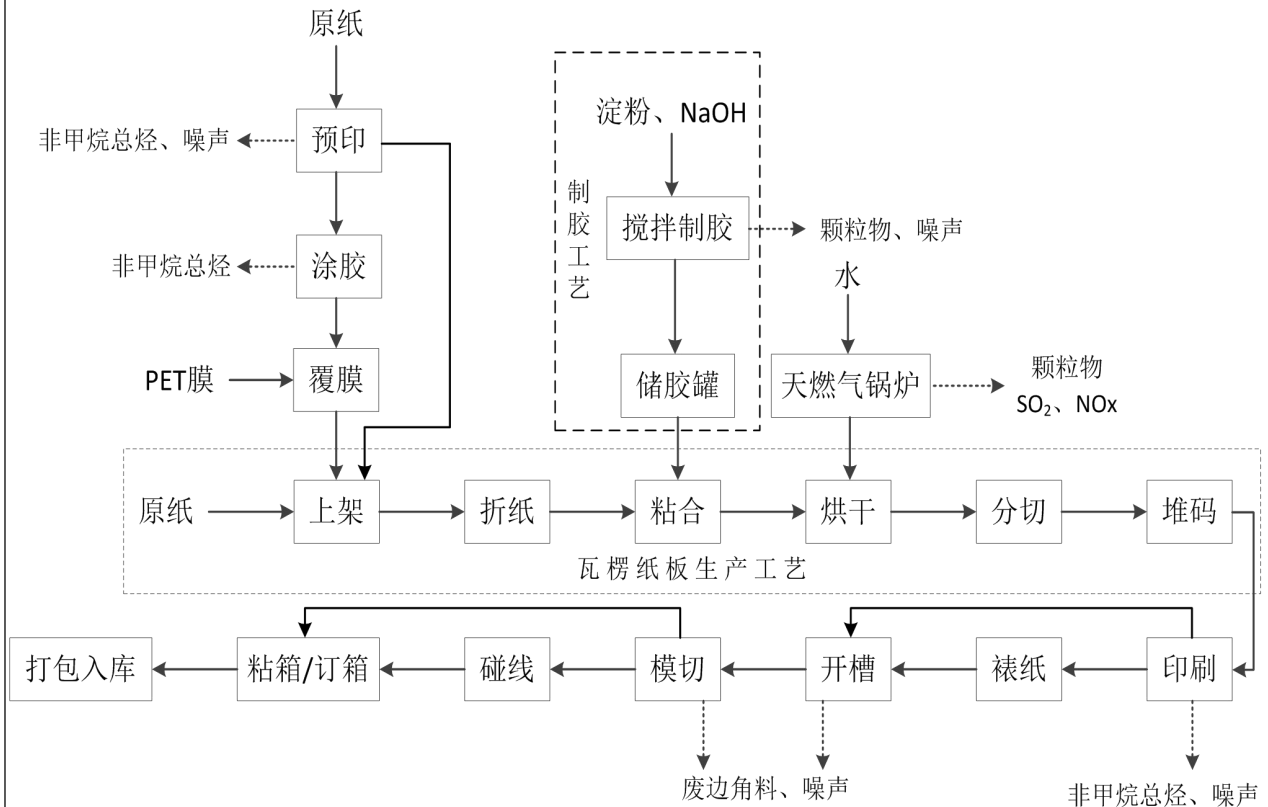 原纸
淀粉、NaOH
非甲烷总烃、噪声
预印
制胶工艺
搅拌制胶
颗粒物、噪声
非甲烷总烃
涂胶
水
PET膜
覆膜
储胶罐
天燃气锅炉
颗粒物
SO₂、NOx
原纸
上架
折纸
粘合
烘干
分切
堆码
瓦楞纸板生产工艺
打包入库
粘箱/订箱
碰线
模切
开槽
裱纸
印刷
废边角料、噪声
非甲烷总烃、噪声